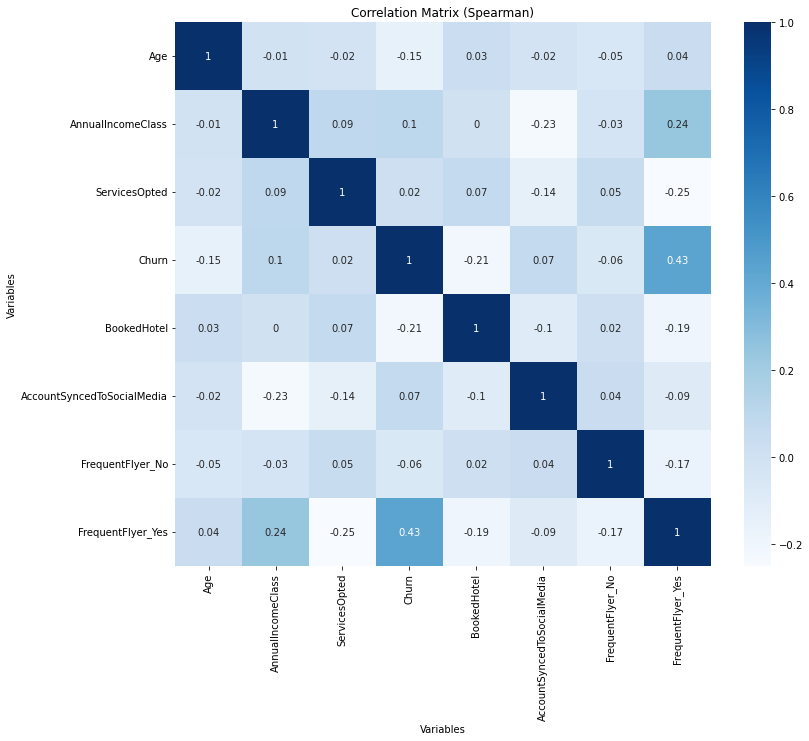 Correlation Matrix (Spearman)
Variables
Age 1 -0.01 -0.02 -0.15 0.03 -0.02 -0.05 0.04
AnnualIncomeClass -0.01 1 0.09 0.1 0 -0.23 -0.03 0.24
ServicesOpted -0.02 0.09 1 0.02 0.07 -0.14 0.05 -0.25
Churn -0.15 0.1 0.02 1 -0.21 0.07 -0.06 0.43
BookedHotel 0.03 0 0.07 -0.21 1 -0.1 0.02 -0.19
AccountSyncedToSocialMedia -0.02 -0.23 -0.14 0.07 -0.1 1 0.04 -0.09
FrequentFlyer_No -0.05 -0.03 0.05 -0.06 0.02 0.04 1 -0.17
FrequentFlyer_Yes 0.04 0.24 -0.25 0.43 -0.19 -0.09 -0.17 1
Age
AnnualIncomeClass
ServicesOpted
Churn
BookedHotel
AccountSyncedToSocialMedia
FrequentFlyer_No
FrequentFlyer_Yes
Variables
1.0
0.8
0.6
0.4
0.2
0.0
−0.2